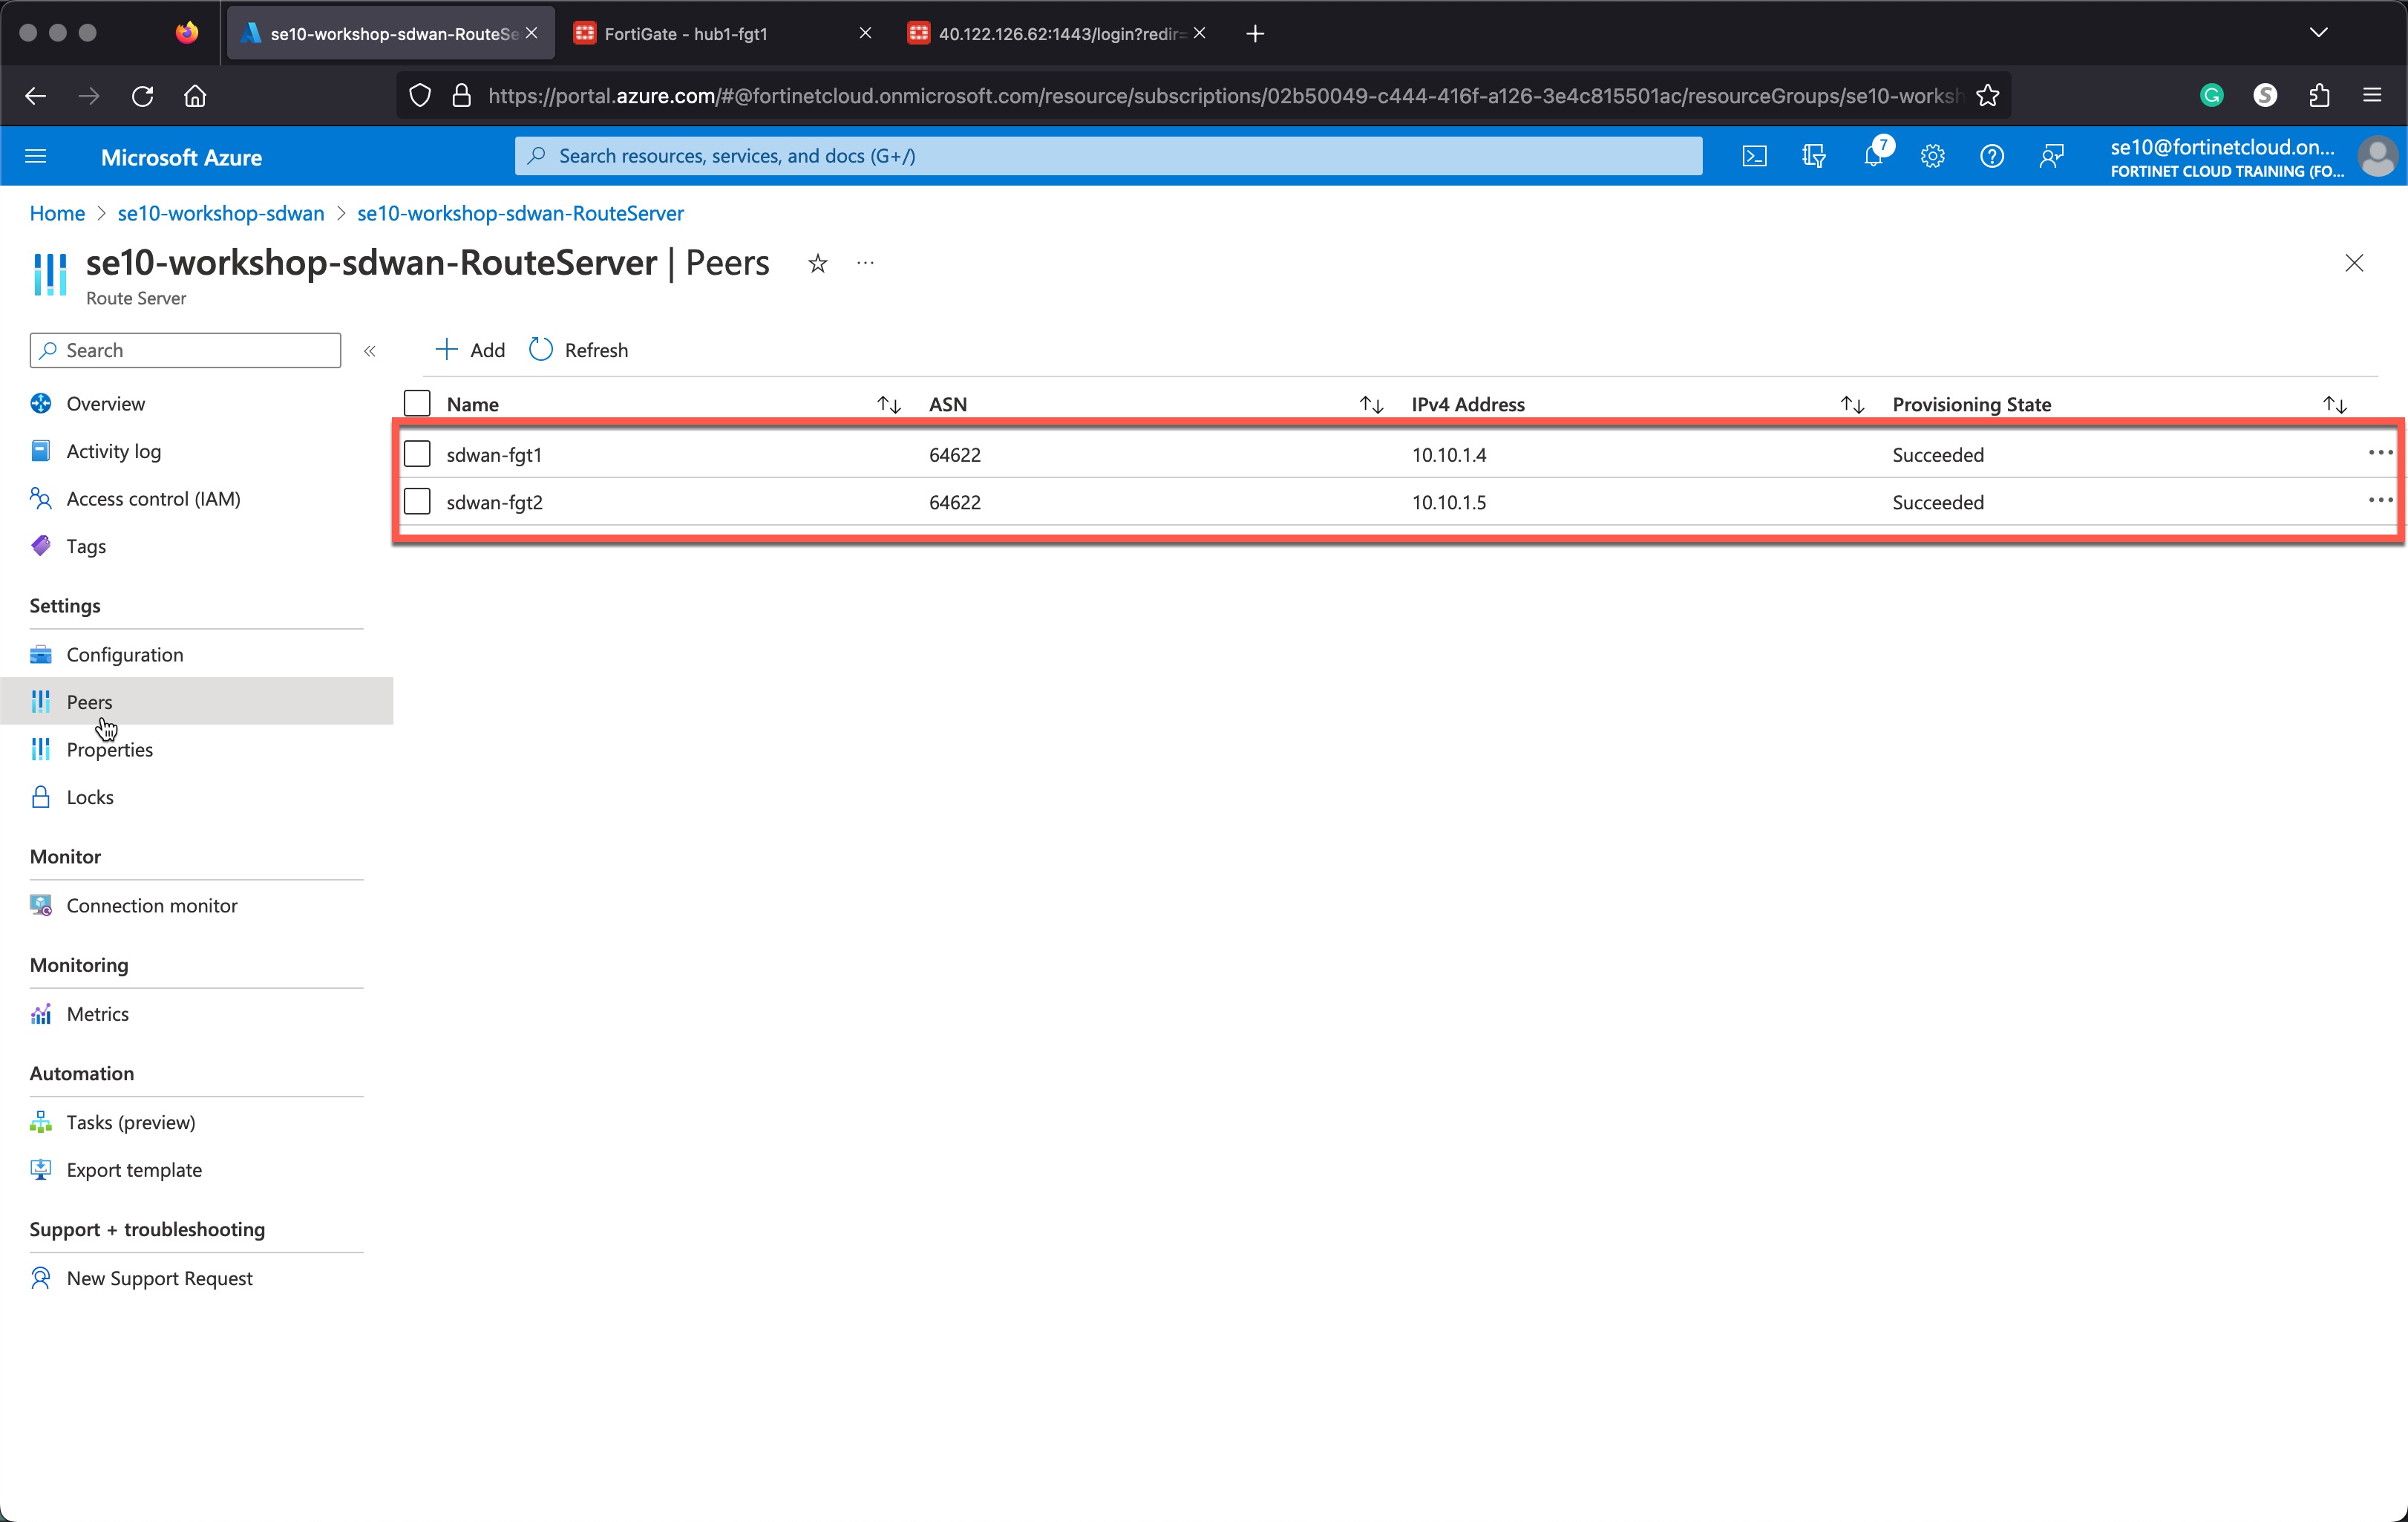 se10-workshop-sdwan-RouteSe
FortiGate - hub1-fgt1
40.122.126.62:1443/login?redir=
https://portal.azure.com/#@fortinetcloud.onmicrosoft.com/resource/subscriptions/02b50049-c444-416f-a126-3e4c815501ac/resourceGroups/se10-worksh
Microsoft Azure
Search resources, services, and docs (G+/)
7
se10@fortinetcloud.on...
FORTINET CLOUD TRAINING (FO...
Home > se10-workshop-sdwan > se10-workshop-sdwan-RouteServer
se10-workshop-sdwan-RouteServer | Peers
Route Server
Search
Add
Refresh
Overview
Activity log
Access control (IAM)
Tags
Settings
Configuration
Peers
Properties
Locks
Monitor
Connection monitor
Monitoring
Metrics
Automation
Tasks (preview)
Export template
Support + troubleshooting
New Support Request
Name ASN IPv4 Address Provisioning State
sdwan-fgt1 64622 10.10.1.4 Succeeded
sdwan-fgt2 64622 10.10.1.5 Succeeded